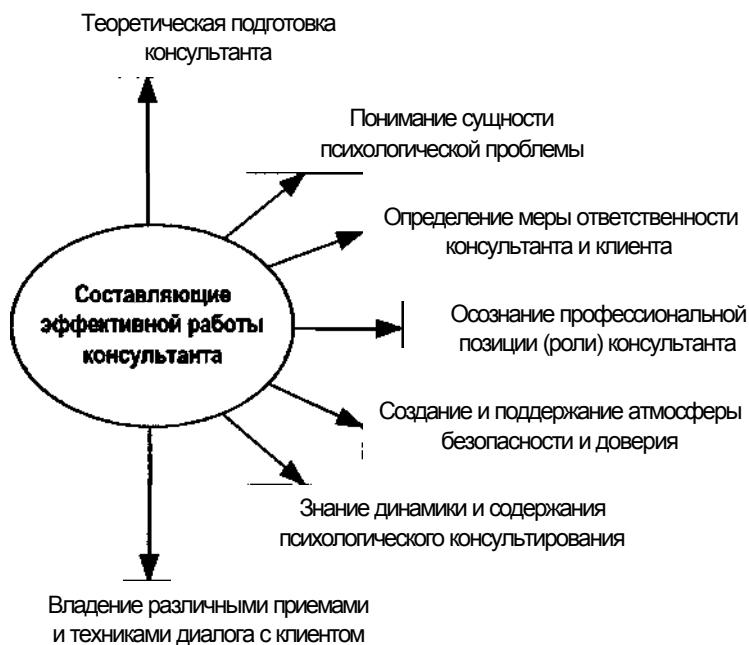 Теоретическая подготовка
консультанта
Понимание сущности
психологической проблемы
Определение меры ответственности
консультанта и клиента
Составляющие
эффективной работы
консультанта
Осознание профессиональной
позиции (роли) консультанта
Создание и поддержание атмосферы
безопасности и доверия
Знание динамики и содержания
психологического консультирования
Владение различными приемами
и техниками диалога с клиентом